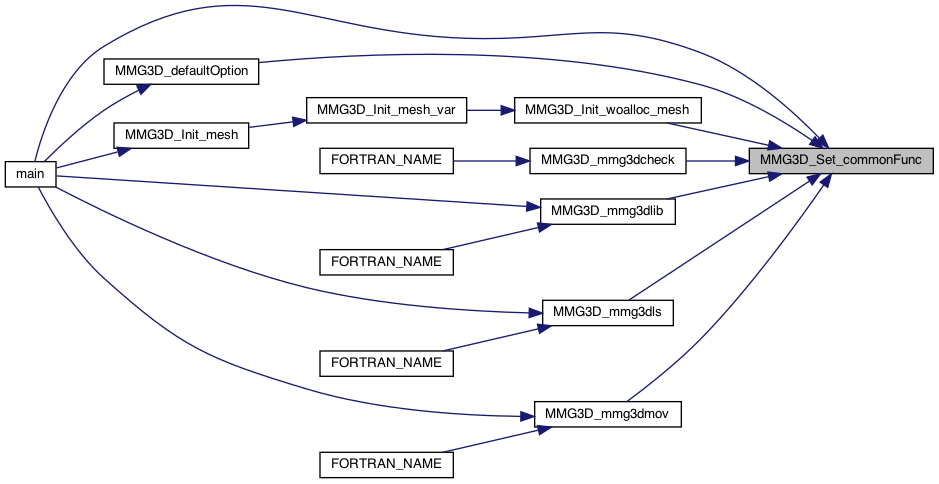 MMG3D_defaultOption
MMG3D_Init_mesh_var
MMG3D_Init_woalloc_mesh
MMG3D_Init_mesh
FORTRAN_NAME
MMG3D_mmg3dcheck
MMG3D_Set_commonFunc
main
MMG3D_mmg3dlib
FORTRAN_NAME
MMG3D_mmg3dls
FORTRAN_NAME
MMG3D_mmg3dmov
FORTRAN_NAME